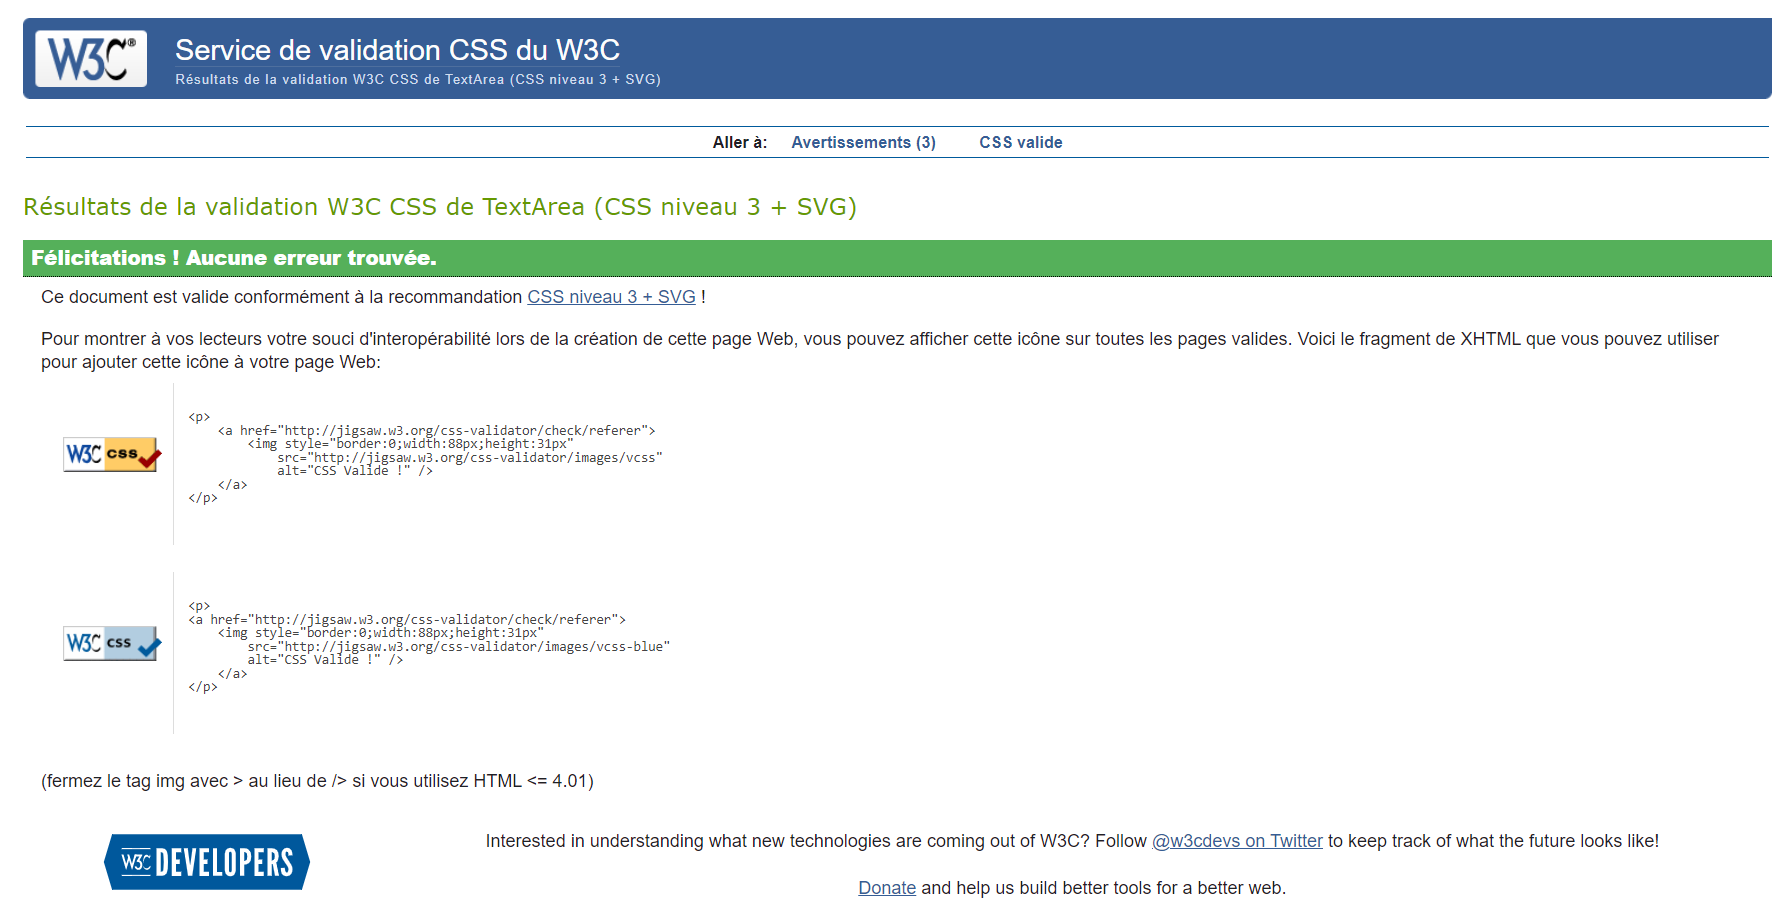 W3C®
Service de validation CSS du W3C
Résultats de la validation W3C CSS de TextArea (CSS niveau 3 + SVG)
Aller à: Avertissements (3) CSS valide
Résultats de la validation W3C CSS de TextArea (CSS niveau 3 + SVG)
Félicitations ! Aucune erreur trouvée.
Ce document est valide conformément à la recommandation CSS niveau 3 + SVG !
Pour montrer à vos lecteurs votre souci d'interopérabilité lors de la création de cette page Web, vous pouvez afficher cette icône sur toutes les pages valides. Voici le fragment de XHTML que vous pouvez utiliser
pour ajouter cette icône à votre page Web:
W3C css
<p>
<a href="http://jigsaw.w3.org/css-validator/check/referer">
<img style="border:0;width:88px;height:31px"
src="http://jigsaw.w3.org/css-validator/images/vcss"
alt="CSS Valide !" />
</a>
</p>
W3C css
<p>
<a href="http://jigsaw.w3.org/css-validator/check/referer">
<img style="border:0;width:88px;height:31px"
src="http://jigsaw.w3.org/css-validator/images/vcss-blue"
alt="CSS Valide !" />
</a>
</p>
(fermez le tag img avec > au lieu de /> si vous utilisez HTML <= 4.01)
W3C DEVELOPERS
Interested in understanding what new technologies are coming out of W3C? Follow @w3cdevs on Twitter to keep track of what the future looks like!
Donate and help us build better tools for a better web.